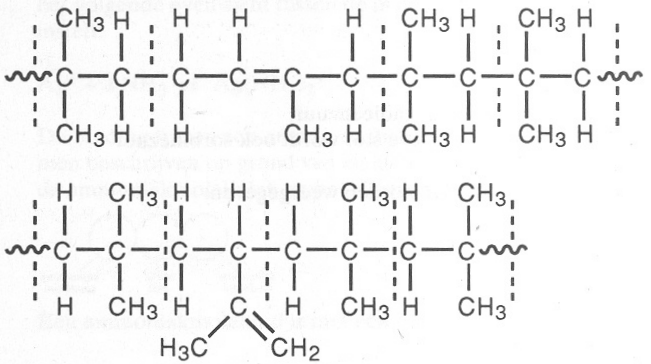 CH₃ H H H H CH₃ H CH₃ H
C C C C=C C C C C C
CH₃ H H CH₃ H CH₃ H CH₃ H
H CH₃ H H H CH₃ H CH₃
C C C C C C C C
H CH₃ H C H CH₃ H CH₃
H₃C CH₂